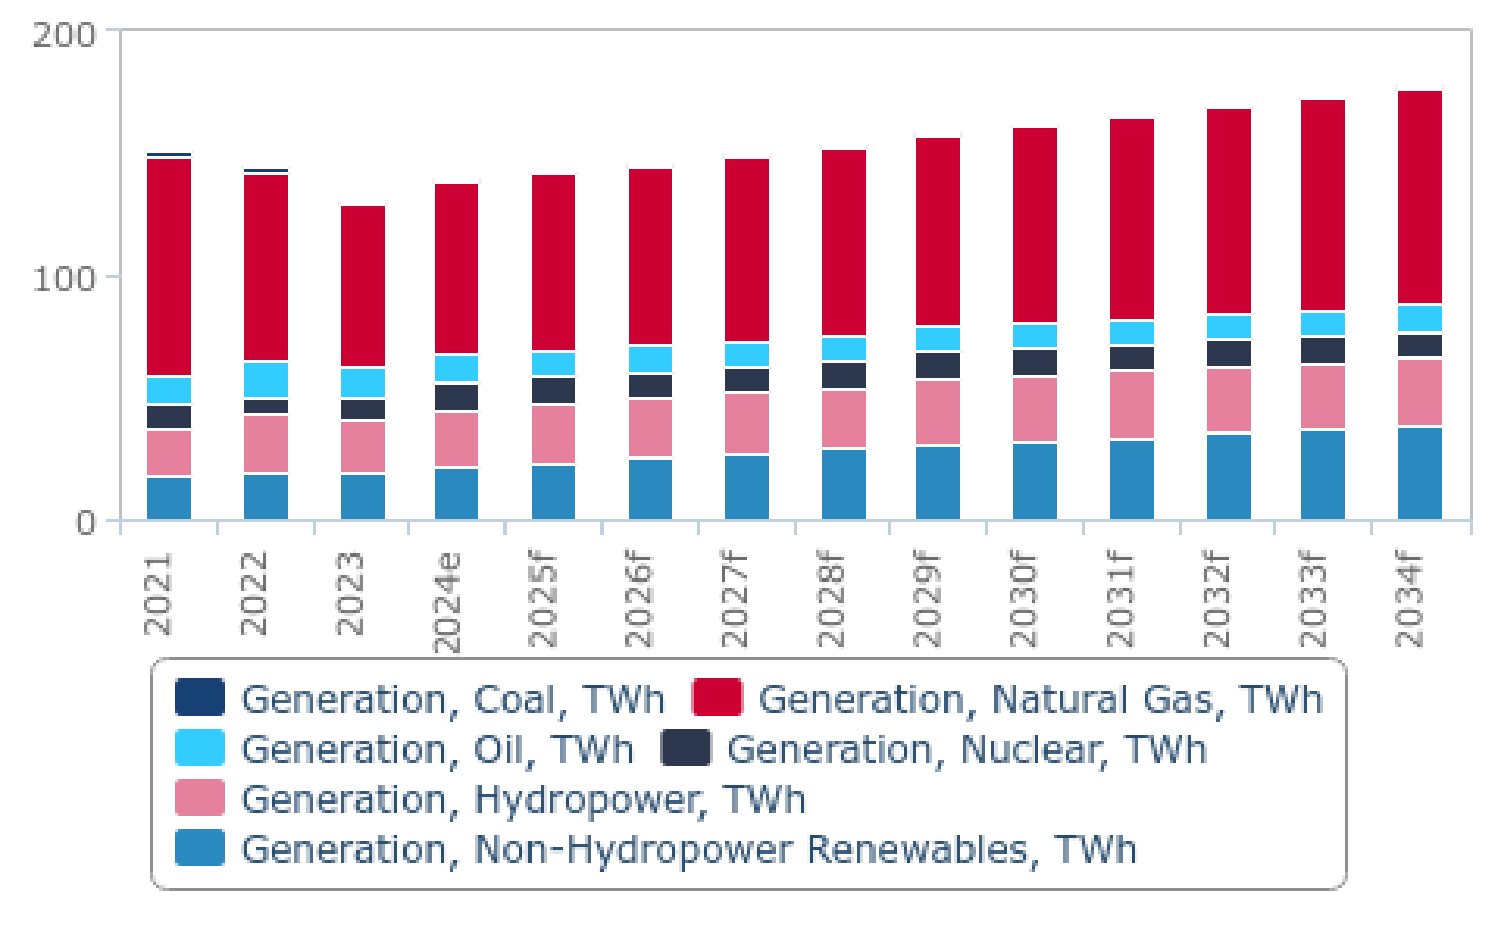 200
100
0
2021
2022
2023
2024e
2025f
2026f
2027f
2028f
2029f
2030f
2031f
2032f
2033f
2034f
Generation, Coal, TWh
Generation, Natural Gas, TWh
Generation, Oil, TWh
Generation, Nuclear, TWh
Generation, Hydropower, TWh
Generation, Non-Hydropower Renewables, TWh